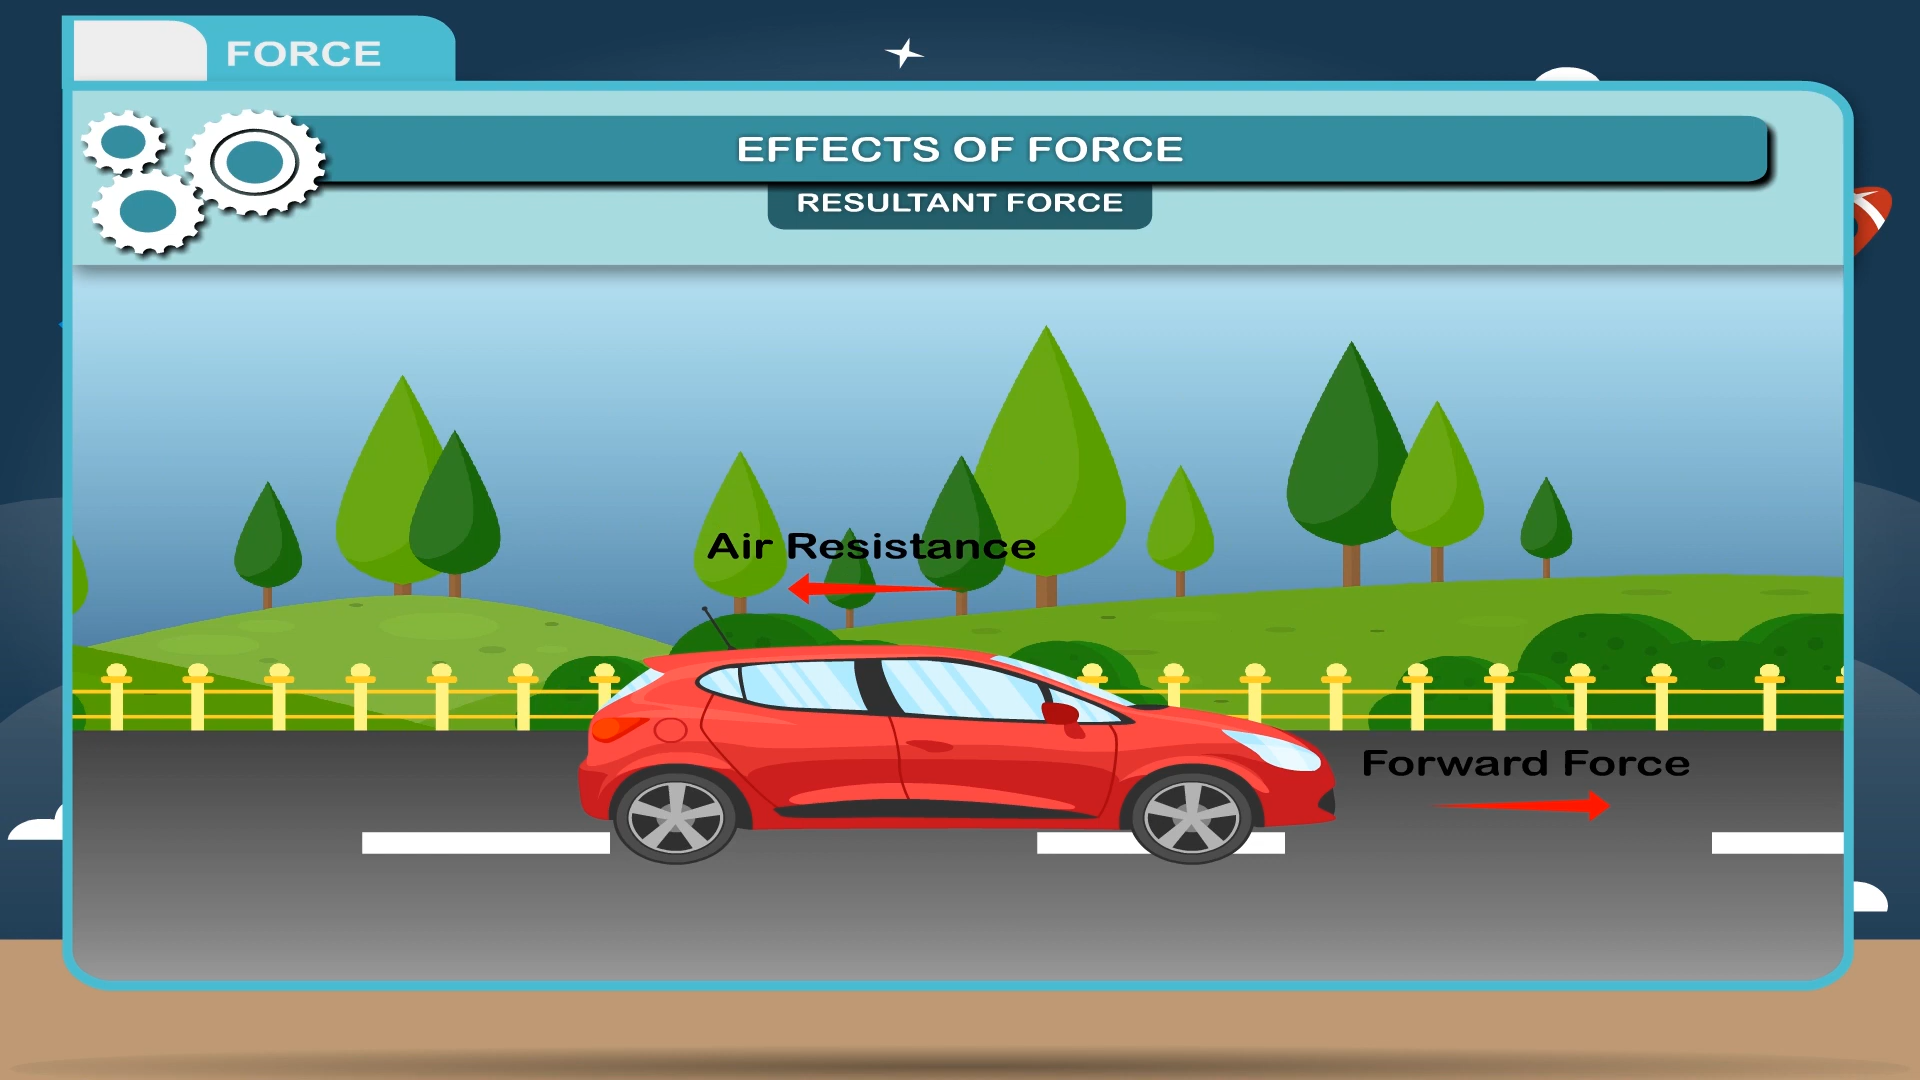 FORCE
EFFECTS OF FORCE
RESULTANT FORCE
Air Resistance
Forward Force